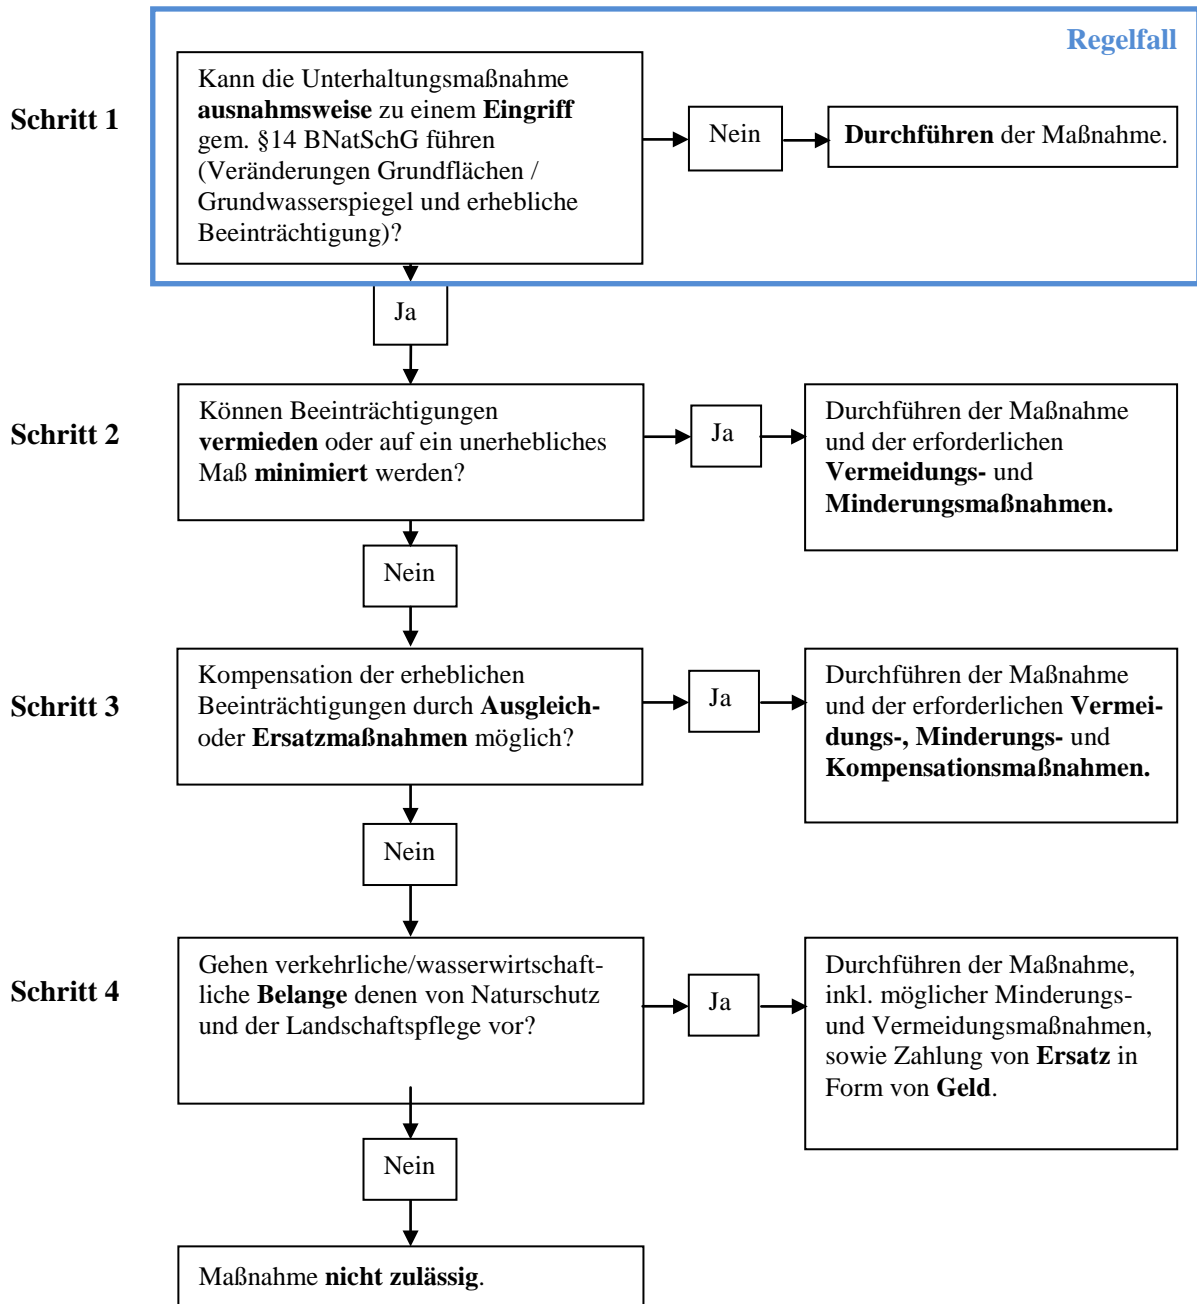 Regelfall
Schritt 1
Kann die Unterhaltungsmaßnahme
ausnahmsweise zu einem Eingriff
gem. §14 BNatSchG führen
(Veränderungen Grundflächen /
Grundwasserspiegel und erhebliche
Beeinträchtigung)?
Nein
Durchführen der Maßnahme.
Ja
Schritt 2
Können Beeinträchtigungen
vermieden oder auf ein unerhebliches
Maß minimiert werden?
Ja
Durchführen der Maßnahme
und der erforderlichen
Vermeidungs- und
Minderungsmaßnahmen.
Nein
Schritt 3
Kompensation der erheblichen
Beeinträchtigungen durch Ausgleich-
oder Ersatzmaßnahmen möglich?
Ja
Durchführen der Maßnahme
und der erforderlichen Vermei-
dungs-, Minderungs- und
Kompensationsmaßnahmen.
Nein
Schritt 4
Gehen verkehrliche/wasserwirtschaft-
liche Belange denen von Naturschutz
und der Landschaftspflege vor?
Ja
Durchführen der Maßnahme,
inkl. möglicher Minderungs-
und Vermeidungsmaßnahmen,
sowie Zahlung von Ersatz in
Form von Geld.
Nein
Maßnahme nicht zulässig.